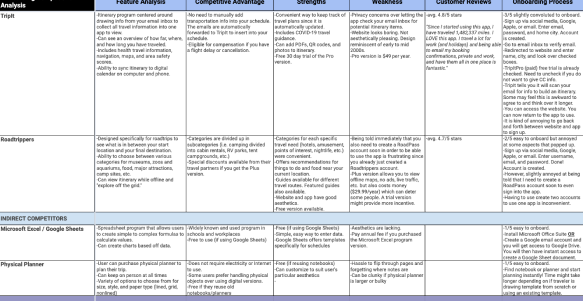 Analysis
Feature Analysis
Competitive Advantage
Strengths
Weakness
Customer Reviews
Onboarding Process
TripIt
-Itinerary program centered around
drawing info from your email inbox to
collect all travel information into one
app to view.
-Can see an overview of how far, where,
and how long you have traveled.
-Includes health travel information,
navigation, maps, and area safety
scores.
-Ability to sync itinerary to digital
calendar on computer and phone.
-No need to manually add
transportation info into your schedule.
The emails are automatically
forwarded to TripIt to insert into your
schedule.
-Eligible for compensation if you have
a flight delay or cancellation.
-Convenient way to keep track of
travel plans since it is
automatically synced.
-Includes COVID-19 travel
guidance.
-Can add PDFs, QR codes, and
photos to itinerary.
-Free 30 day trial of the Pro
version.
-Privacy concerns over letting the
app check your email inbox for
potential itinerary items.
-Website looks boring. Not
aesthetically pleasing. Design
reminiscent of early to mid
2000s.
-Pro version is $49 per year.
-avg. 4.8/5 stars
"Since I started using this app, I
have traveled 1,482,337 miles. I
LOVE this app. I travel a lot for
work (and holidays) and being able
to email my booking
confirmations, private and work,
and have them all in one place is
fantastic."
-3/5 slightly convoluted to onboard.
-Sign up via social media, Google,
Apple, or email. Enter email,
password, and home city. Account
is created.
-Go to email inbox to verify email.
-Redirected to website and enter
name, city, and look over checked
boxes.
-TripIt(Pro (paid) free trial is already
checked. Need to uncheck if you do
not want to give CC info.
-TripIt tells you it will scan your
email for info to build an itinerary.
Some may feel this as awkward to
agree to and think over it longer.
-You can access the website. You
can now return to the app to use.
-It is kind of annoying to go back
and forth between website and app
to sign up.
Roadtrippers
-Designed specifically for roadtrips to
see what is in between your start
location and your final destination.
-Ability to choose between various
categories for museums, zoos and
aquariums, food, major attractions,
camp sites, etc.
-Can view itinerary while offline and
"explore off the grid."
-Categories are divided up in
subcategories (i.e. camping divided
into cabin rentals, RV parks, tent
campgrounds, etc.)
-Special discounts available from their
travel partners if you get the Plus
version.
-Categories for each specific
travel need (hotels, amusement,
points of interest, nightlife, etc.)
were convenient.
-Offers recommendations for
things to do and food near your
current location.
-Guides available for different
travel routes. Featured guides
also available.
-Website and app have good
aesthetics.
-Free version available.
-Being told immediately that you
also need to create a RoadPass
account soon in order to be able
to use the app is frustrating since
you already just created a
Roadtrippers account.
-Plus version allows you to view
offline maps, no ads, live traffic,
etc. but also costs money
($29.99/year) which can deter
some people. A trial version
might provide more incentive.
-avg. 4.7/5 stars
-2/5 easy to onboard but annoyed
at some aspects that popped up.
-Sign up via social media, Google,
Apple, or email. Enter username,
email, and password. Done!
Account is created.
-However, slightly annoyed at being
told that I need to create a
RoadPass account soon to even
sign into the app.
-Having to use create two accounts
to use one app is inconvenient.
INDIRECT COMPETITORS
Microsoft Excel / Google Sheets
-Spreadsheet program that allows users
to create simple to complex formulas to
calculate values.
-Can create charts based off data.
-Widely known and used program in
schools and workplaces
-Free to use (if using Google Sheets)
-Free (if using Google Sheets)
-Simple, easy way to enter data.
-Google Sheets offers templates
specifically for schedules
-Aesthetics are lacking.
-Pay annual fee if you purchased
the Microsoft Excel program
version.
-1/5 easy to onboard.
-Install Microsoft Office Suite OR
-Create a Google email account and
you will get access to Google Drive.
You will then have instant access to
create a Google Sheet document.
Physical Planner
-User can purchase physical planner to
plan their trip.
-Can keep on person at all times
-Variety of options to choose from for
size, style, and paper type (lined, grid,
nonlined)
-Does not require electricity or Internet
to use.
-Some users prefer handling physical
objects over using digital versions.
-Free if they reuse old
notebooks/planners
-Free (if reusing notebooks)
-Can customize to suit user's
particular aesthetic
-Hassle to flip through pages and
forgetting where notes are
-Can be clunky if physical planner
is larger or bulky
-1/5 easy to onboard.
-Find notebook or planner and start
planning instantly! Time might take
longer depending on if traveler is
drawing template from scratch or
using an existing template.